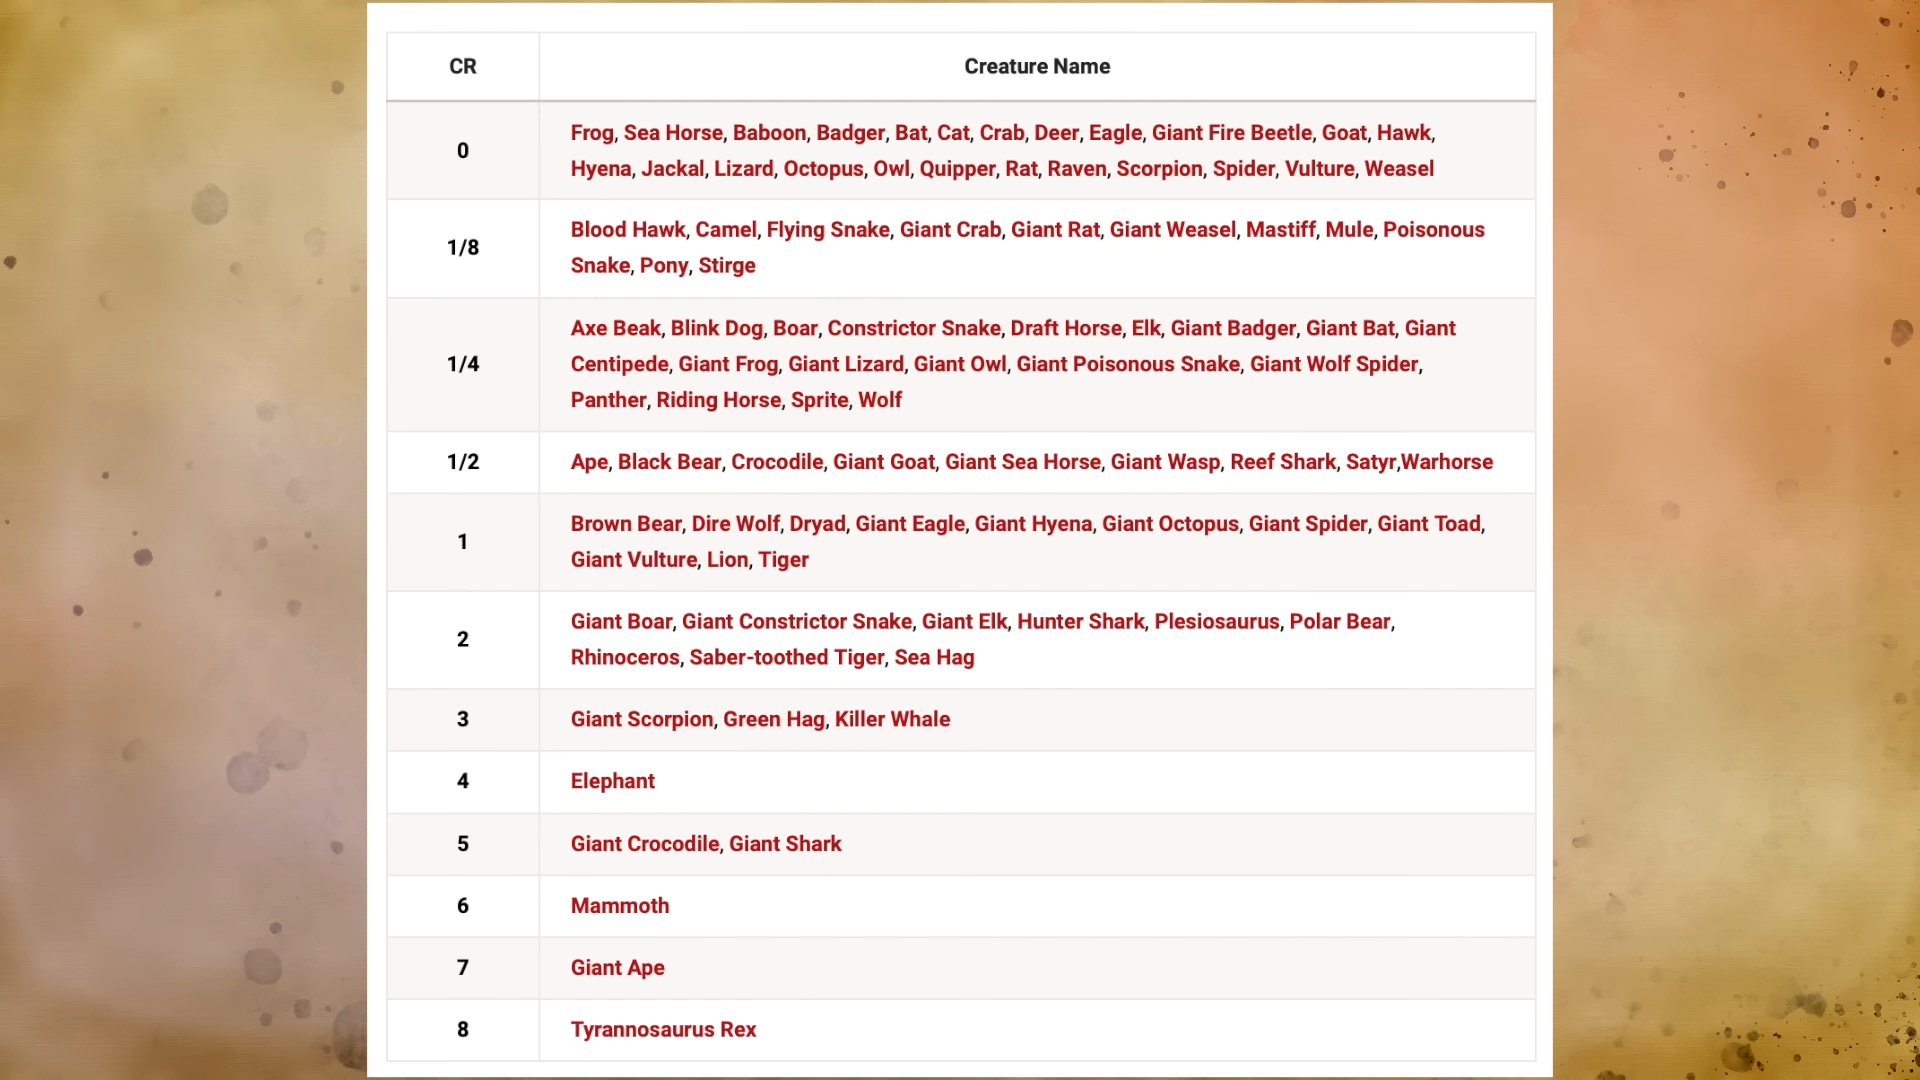 CR Creature Name
0
Frog, Sea Horse, Baboon, Badger, Bat, Cat, Crab, Deer, Eagle, Giant Fire Beetle, Goat, Hawk,
Hyena, Jackal, Lizard, Octopus, Owl, Quipper, Rat, Raven, Scorpion, Spider, Vulture, Weasel
1/8
Blood Hawk, Camel, Flying Snake, Giant Crab, Giant Rat, Giant Weasel, Mastiff, Mule, Poisonous
Snake, Pony, Stirge
1/4
Axe Beak, Blink Dog, Boar, Constrictor Snake, Draft Horse, Elk, Giant Badger, Giant Bat, Giant
Centipede, Giant Frog, Giant Lizard, Giant Owl, Giant Poisonous Snake, Giant Wolf Spider,
Panther, Riding Horse, Sprite, Wolf
1/2 Ape, Black Bear, Crocodile, Giant Goat, Giant Sea Horse, Giant Wasp, Reef Shark, Satyr,Warhorse
1
Brown Bear, Dire Wolf, Dryad, Giant Eagle, Giant Hyena, Giant Octopus, Giant Spider, Giant Toad,
Giant Vulture, Lion, Tiger
2
Giant Boar, Giant Constrictor Snake, Giant Elk, Hunter Shark, Plesiosaurus, Polar Bear,
Rhinoceros, Saber-toothed Tiger, Sea Hag
3 Giant Scorpion, Green Hag, Killer Whale
4 Elephant
5 Giant Crocodile, Giant Shark
6 Mammoth
7 Giant Ape
8 Tyrannosaurus Rex